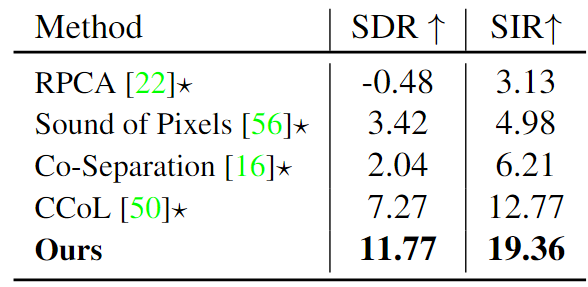 Method SDR ↑ SIR↑
RPCA [22]⋆ -0.48 3.13
Sound of Pixels [56]⋆ 3.42 4.98
Co-Separation [16]⋆ 2.04 6.21
CCoL [50]⋆ 7.27 12.77
Ours 11.77 19.36